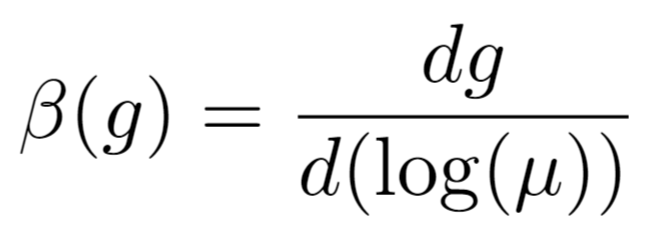 β(g) = dg / d(log(μ))